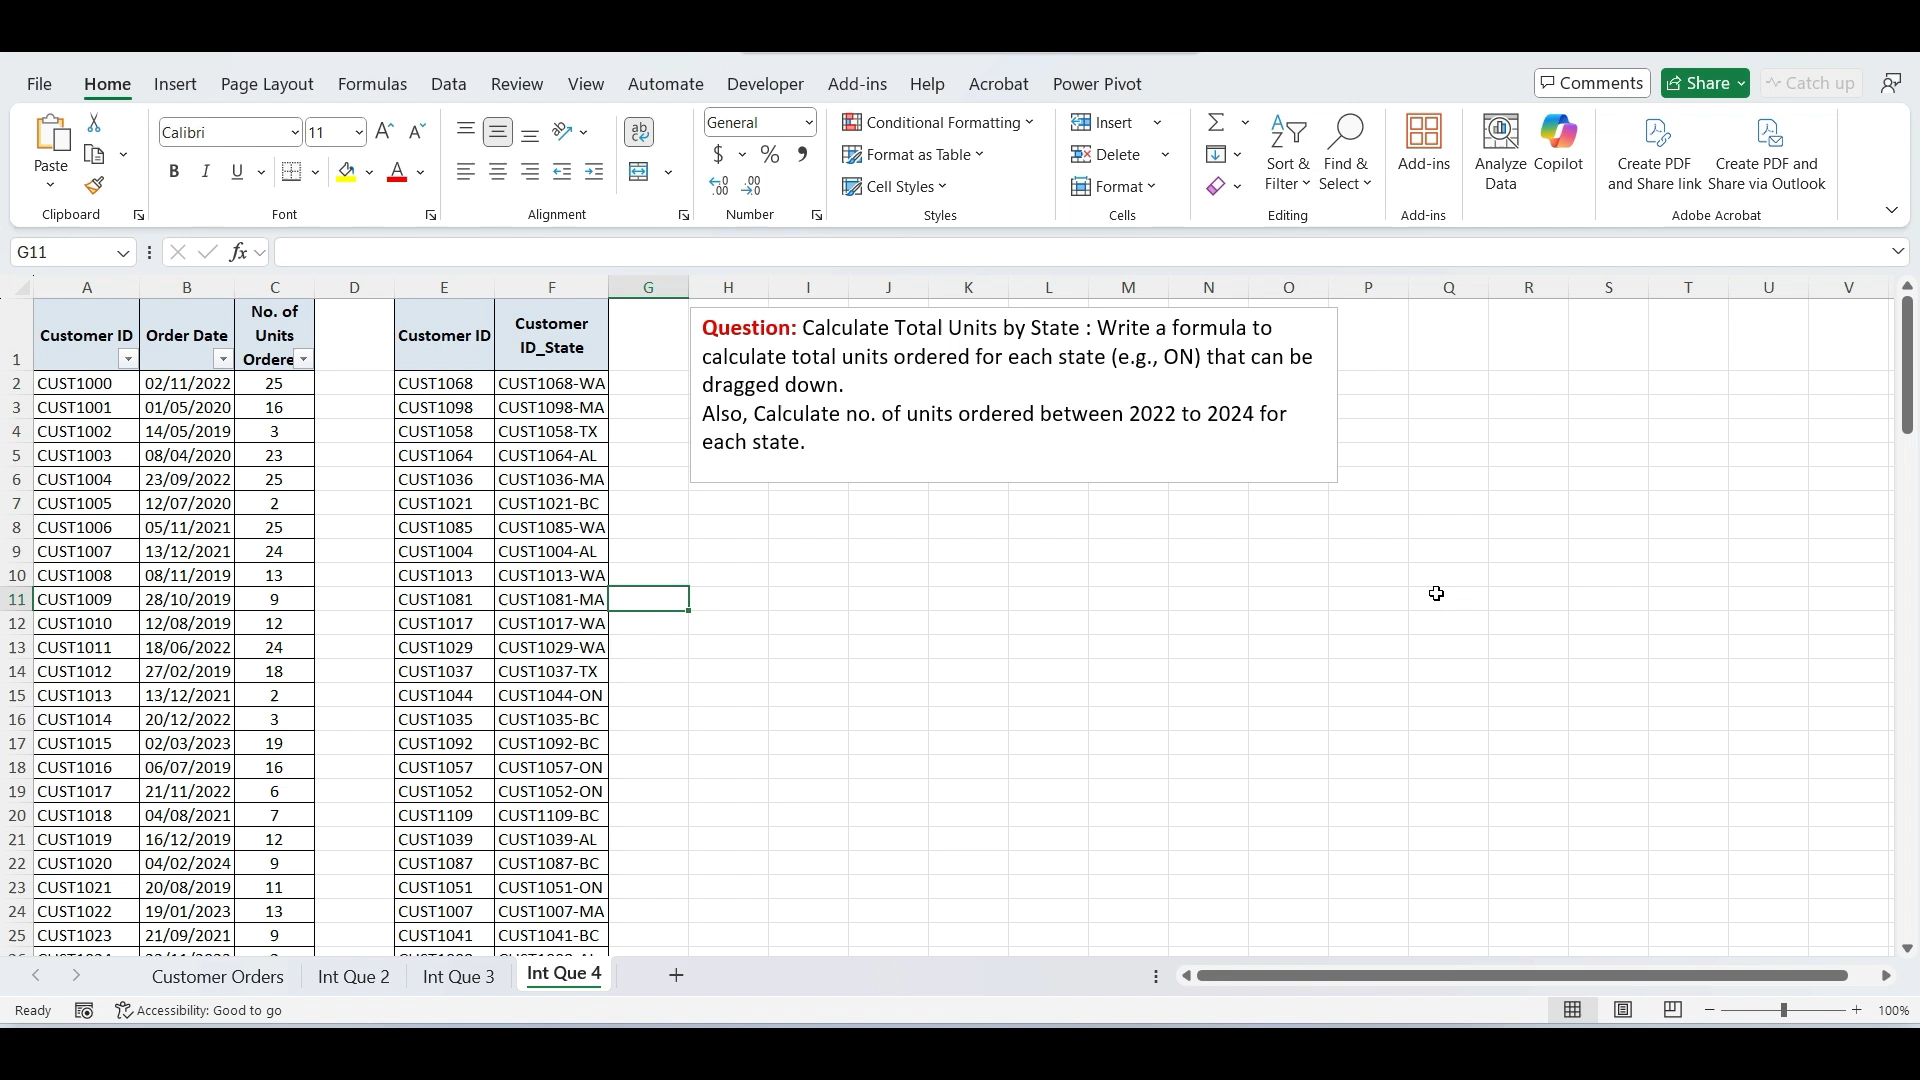 File Home Insert Page Layout Formulas Data Review View Automate Developer Add-ins Help Acrobat Power Pivot Comments Share Catch up
Paste
Clipboard
Calibri 11
B I U
Font
Alignment
General
$ %
Number
Conditional Formatting
Format as Table
Cell Styles
Styles
Insert
Delete
Format
Cells
Sort & Filter
Find & Select
Editing
Add-ins
Add-ins
Analyze Data
Copilot
Create PDF and Share link
Create PDF and Share via Outlook
Adobe Acrobat
G11 fx
A B C D E F G H I J K L M N O P Q R S T U V
1 Customer ID Order Date No. of Units Ordere Customer ID Customer ID_State
Question: Calculate Total Units by State : Write a formula to
calculate total units ordered for each state (e.g., ON) that can be
dragged down.
Also, Calculate no. of units ordered between 2022 to 2024 for
each state.
2 CUST1000 02/11/2022 25 CUST1068 CUST1068-WA
3 CUST1001 01/05/2020 16 CUST1098 CUST1098-MA
4 CUST1002 14/05/2019 3 CUST1058 CUST1058-TX
5 CUST1003 08/04/2020 23 CUST1064 CUST1064-AL
6 CUST1004 23/09/2022 25 CUST1036 CUST1036-MA
7 CUST1005 12/07/2020 2 CUST1021 CUST1021-BC
8 CUST1006 05/11/2021 25 CUST1085 CUST1085-WA
9 CUST1007 13/12/2021 24 CUST1004 CUST1004-AL
10 CUST1008 08/11/2019 13 CUST1013 CUST1013-WA
11 CUST1009 28/10/2019 9 CUST1081 CUST1081-MA
12 CUST1010 12/08/2019 12 CUST1017 CUST1017-WA
13 CUST1011 18/06/2022 24 CUST1029 CUST1029-WA
14 CUST1012 27/02/2019 18 CUST1037 CUST1037-TX
15 CUST1013 13/12/2021 2 CUST1044 CUST1044-ON
16 CUST1014 20/12/2022 3 CUST1035 CUST1035-BC
17 CUST1015 02/03/2023 19 CUST1092 CUST1092-BC
18 CUST1016 06/07/2019 16 CUST1057 CUST1057-ON
19 CUST1017 21/11/2022 6 CUST1052 CUST1052-ON
20 CUST1018 04/08/2021 7 CUST1109 CUST1109-BC
21 CUST1019 16/12/2019 12 CUST1039 CUST1039-AL
22 CUST1020 04/02/2024 9 CUST1087 CUST1087-BC
23 CUST1021 20/08/2019 11 CUST1051 CUST1051-ON
24 CUST1022 19/01/2023 13 CUST1007 CUST1007-MA
25 CUST1023 21/09/2021 9 CUST1041 CUST1041-BC
Customer Orders Int Que 2 Int Que 3 Int Que 4
Ready Accessibility: Good to go 100%